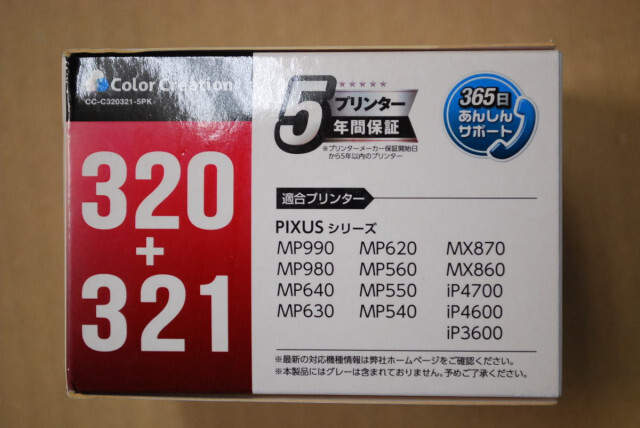 Color Creation
CC-C320321-5PK
320
+
321
5
プリンター
年間保証
※プリンターメーカー保証開始日
から5年以内のプリンター
365日
あんしん
サポート
適合プリンター
PIXUS シリーズ
MP990 MP620 MX870
MP980 MP560 MX860
MP640 MP550 iP4700
MP630 MP540 iP4600
iP3600
※最新の対応機種情報は弊社ホームページをご確認ください。
※本製品にはグレーは含まれておりません。予めご了承ください。